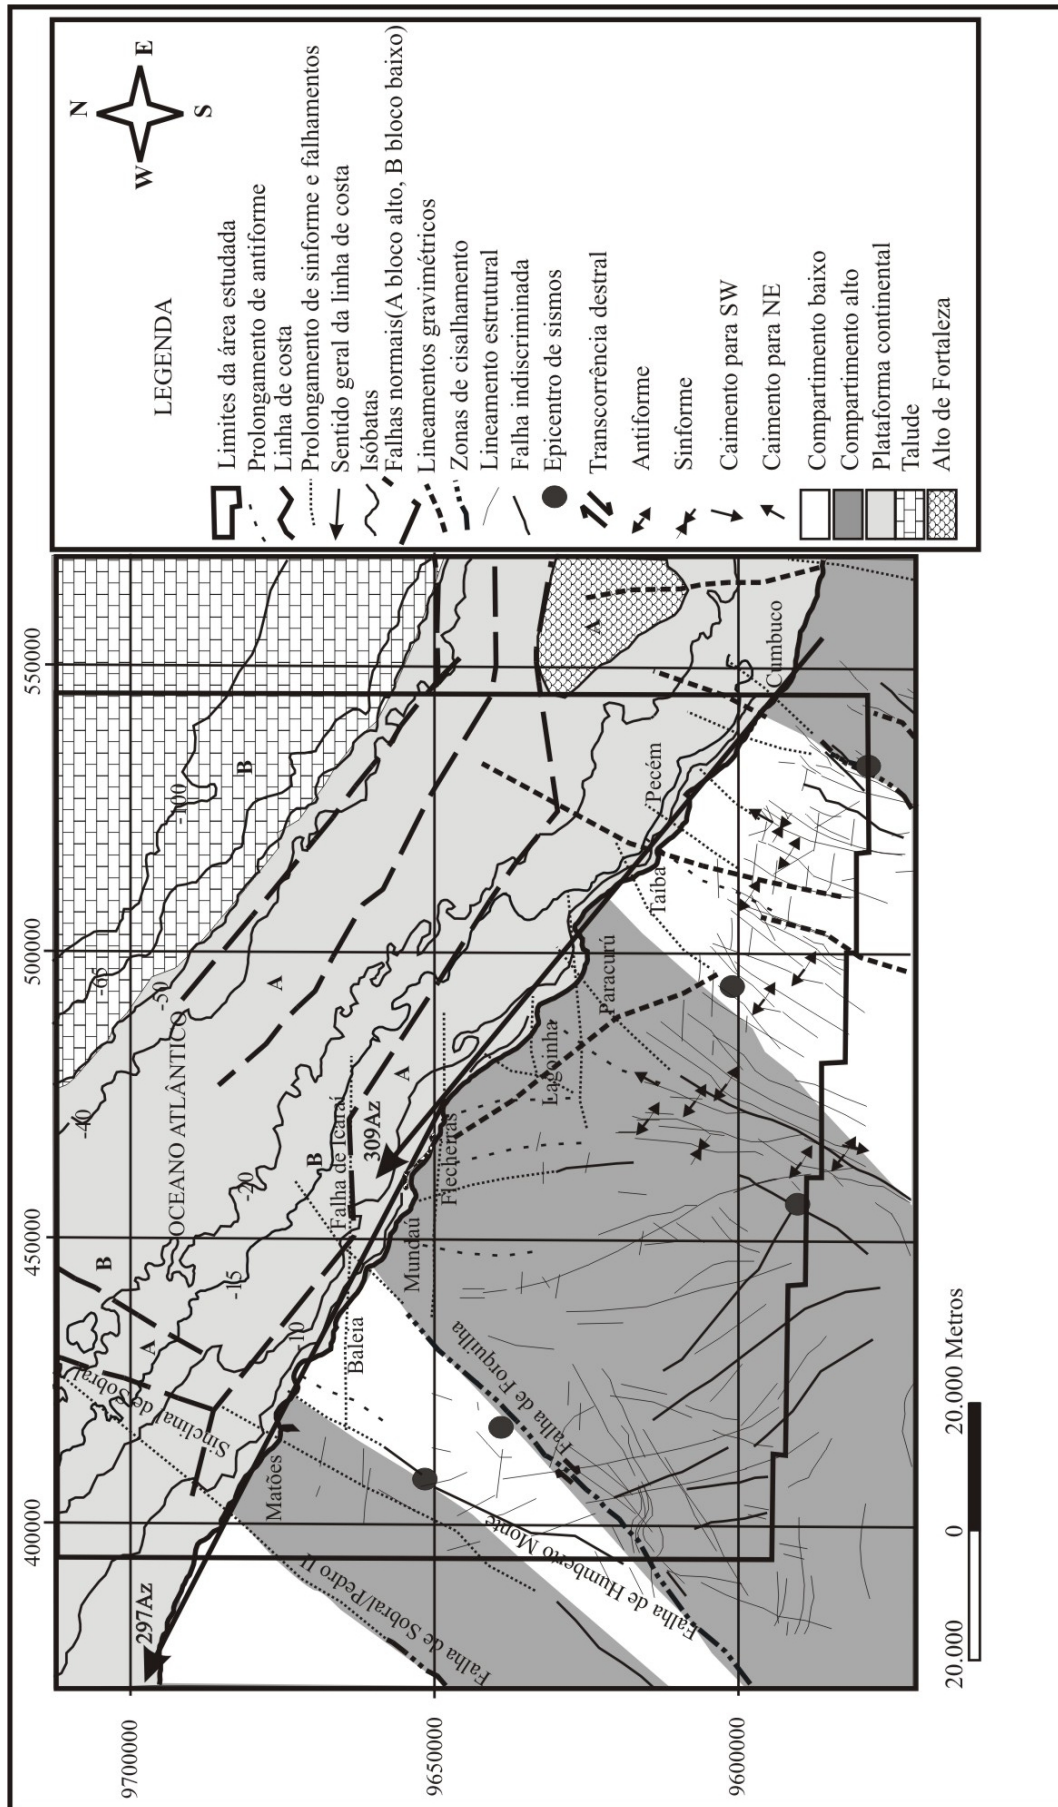 N
E
W
S
LEGENDA
Limites da área estudada
Prolongamento de antiforme
Linha de costa
Prolongamento de sinforme e falhamentos
Sentido geral da linha de costa
Isóbatas
Falhas normais(A bloco alto, B bloco baixo)
Lineamentos gravimétricos
Zonas de cisalhamento
Lineamento estrutural
Falha indiscriminada
Epicentro de sismos
Transcorrência destral
Antiforme
Sinforme
Caimento para SW
Caimento para NE
Compartimento baixo
Compartimento alto
Plataforma continental
Talude
Alto de Fortaleza
400000
450000
500000
550000
9700000
9650000
9600000
297Az
309Az
OCEANO ATLÂNTICO
-100
-65
-50
-40
-20
-15
-10
A
B
A
B
A
B
A
Sinclinal de Sobral
Falha de Icaraí
Falha de Sobral/Pedro II
Falha de Humberto Monte
Falha de Forquilha
Matões
Baleia
Mundaú
Flecherras
Lagoinha
Paracurú
Taíba
Pecém
Cumbuco
20.000
0
20.000 Metros